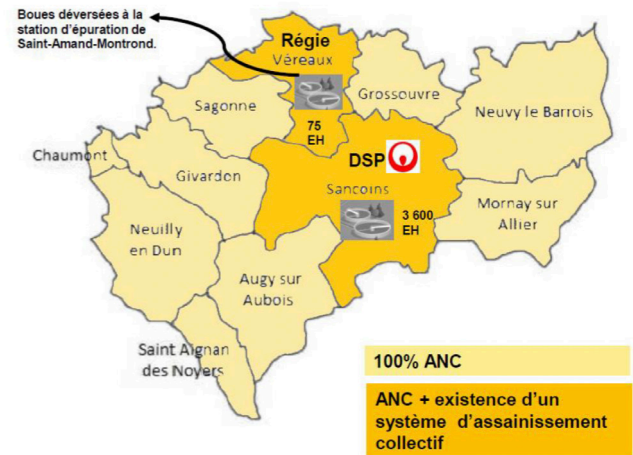 Boues déversées à la
station d'épuration de
Saint-Amand-Montrond.
Régie
Véreaux
Grossouvre
Sagonne
Neuvy le Barrois
75
EH
Chaumont
DSP
Givardon
Sancoins
Mornay sur
Allier
3 600
EH
Neuilly
en Dun
Augy sur
Aubois
Saint Aignan
des Noyers
100% ANC
ANC + existence d'un
système d'assainissement
collectif